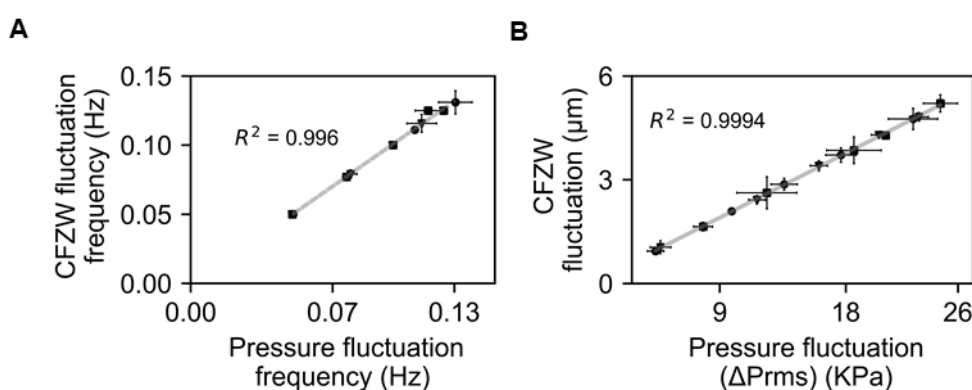 A
CFZW fluctuation
frequency (Hz)
0.15
0.10
0.05
0.00
R² = 0.996
0.00
0.07
0.13
Pressure fluctuation
frequency (Hz)
B
CFZW
fluctuation (μm)
6
3
0
R² = 0.9994
9
18
26
Pressure fluctuation
(ΔPrms) (KPa)